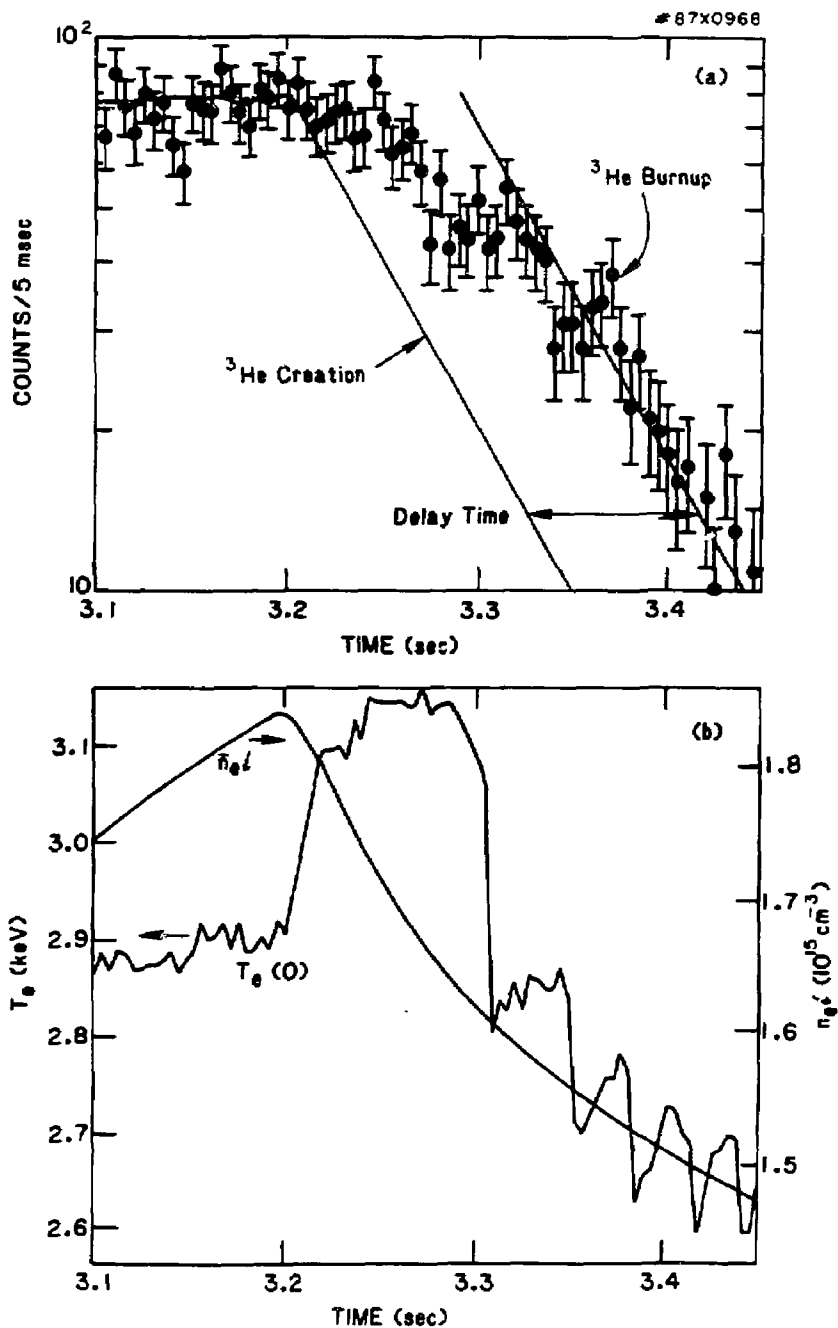 #87X0968
10²
(a)
³He Burnup
COUNTS/5 msec
³He Creation
Delay Time
10
3.1 3.2 3.3 3.4
TIME (sec)
(b)
3.1
n̄ₑℓ
1.8
3.0
1.7
2.9
Tₑ (keV)
Tₑ (0)
nₑℓ (10¹⁵ cm⁻³)
2.8
1.6
2.7
1.5
2.6
3.1 3.2 3.3 3.4
TIME (sec)